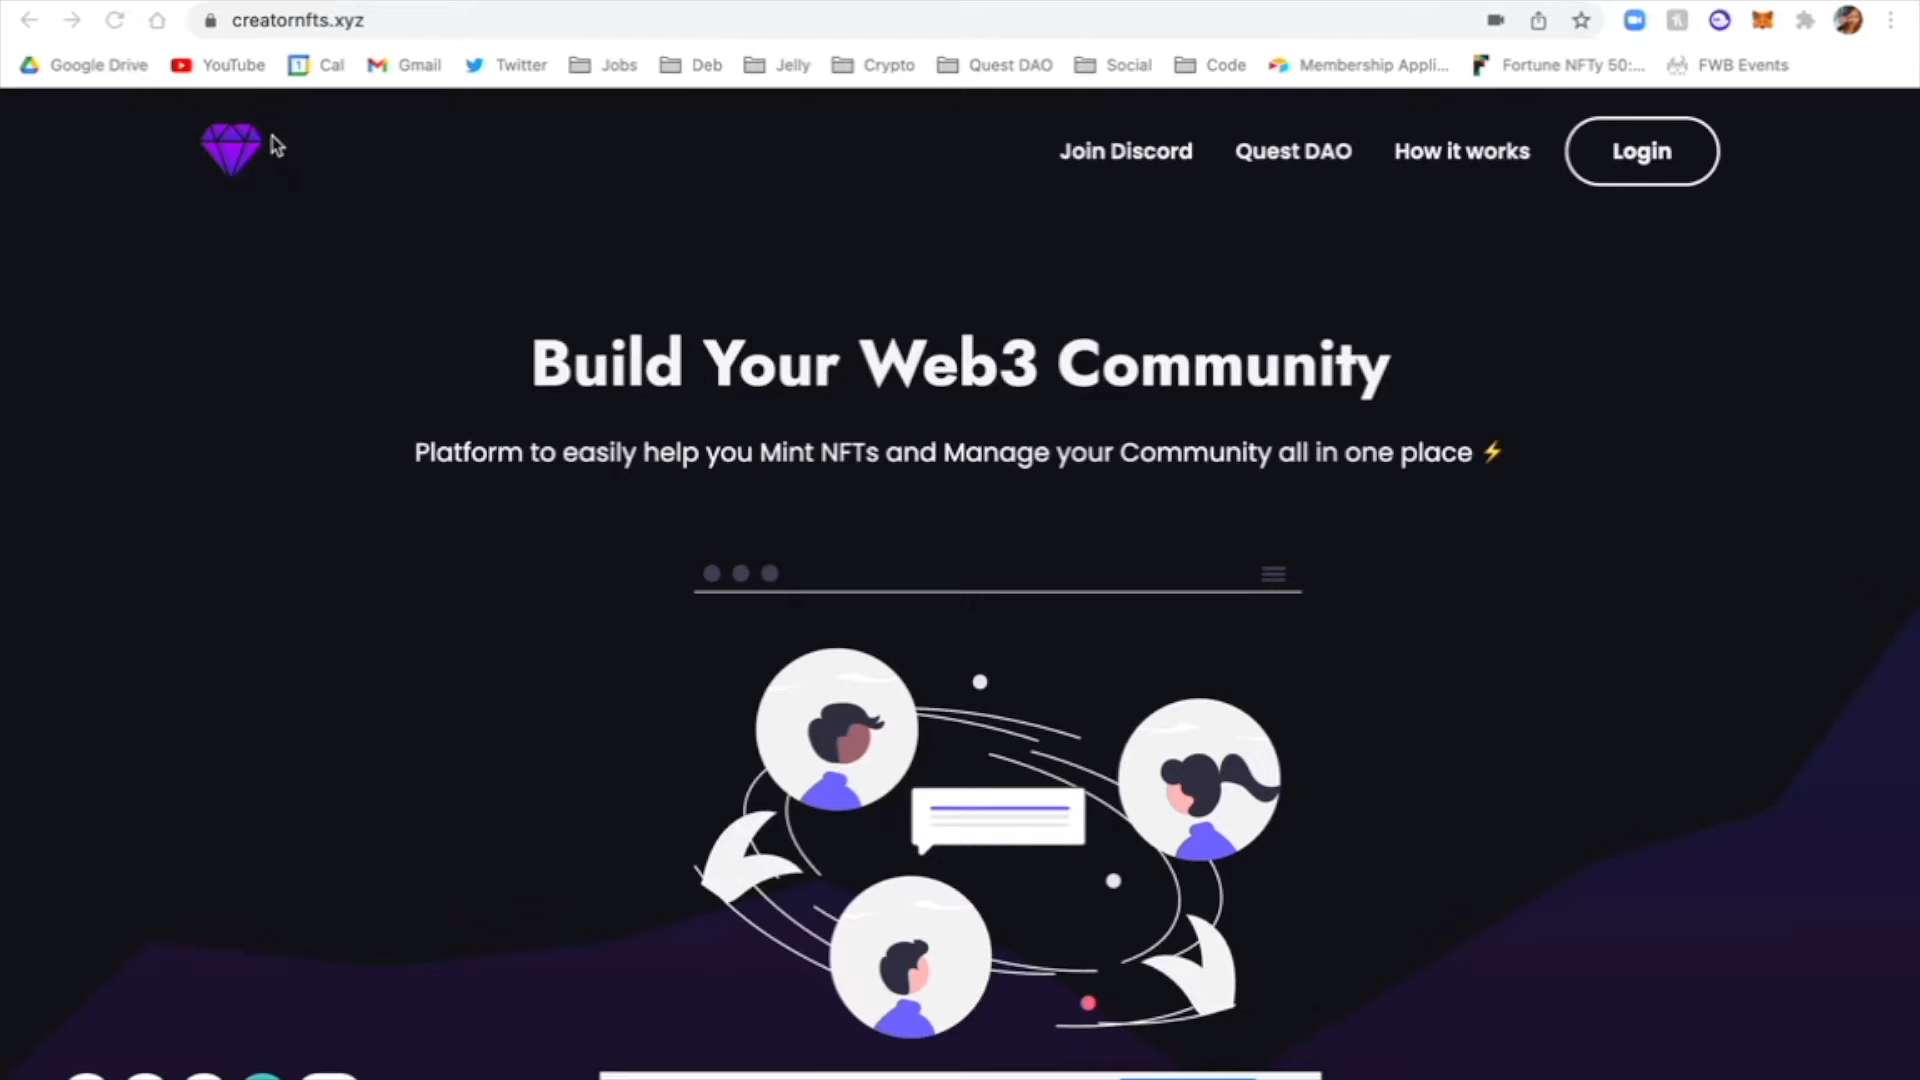 creatornfts.xyz
Google Drive YouTube 1 Cal Gmail Twitter Jobs Deb Jelly Crypto Quest DAO Social Code Membership Appli... Fortune NFTy 50:... FWB Events
Join Discord Quest DAO How it works Login
Build Your Web3 Community
Platform to easily help you Mint NFTs and Manage your Community all in one place ⚡